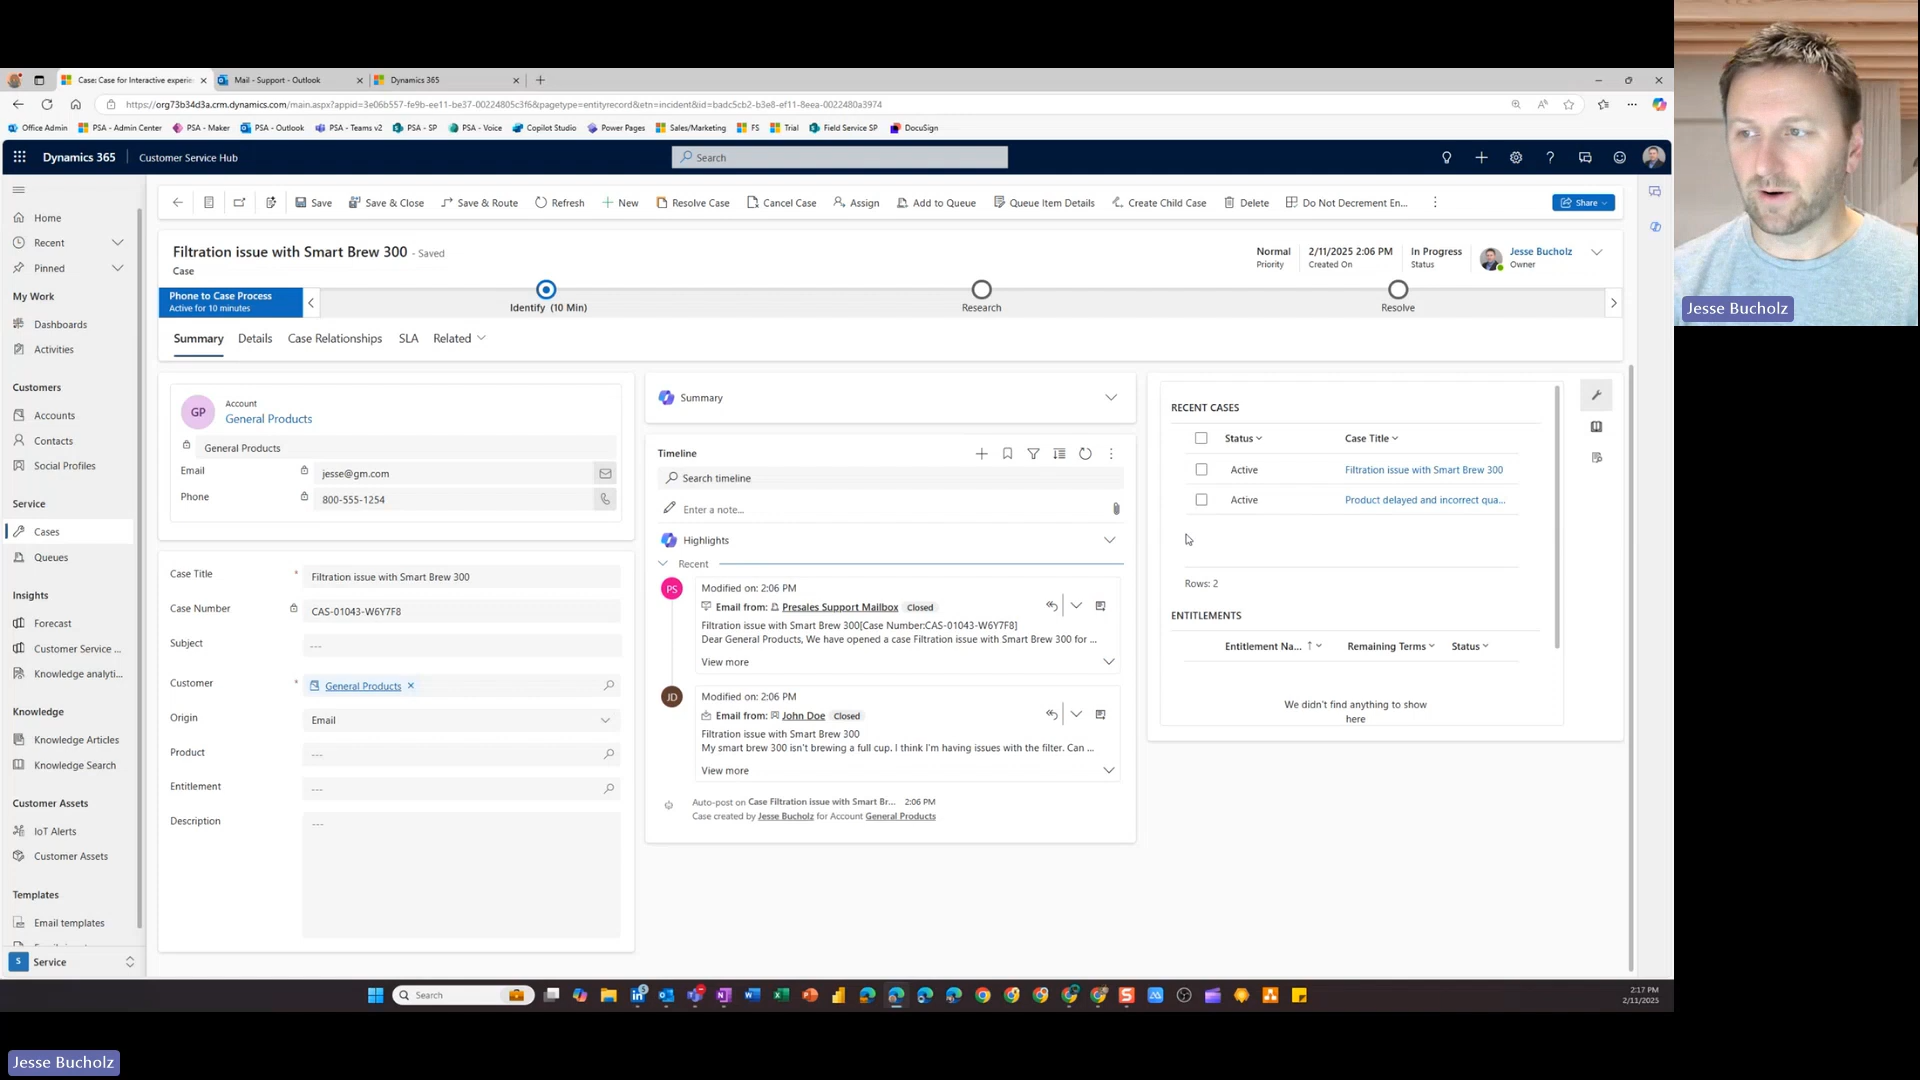 Case: Case for Interactive experie
Mail - Support - Outlook
Dynamics 365
https://org73b34d3a.crm.dynamics.com/main.aspx?appid=3e06b557-fe9b-ee11-be37-00224805c3f6&pagetype=entityrecord&etn=incident&id=badc5cb2-b3e8-ef11-8eea-0022480a3974
Office Admin
PSA - Admin Center
PSA - Maker
PSA - Outlook
PSA - Teams v2
PSA - SP
PSA - Voice
Copilot Studio
Power Pages
Sales/Marketing
FS
Trial
Field Service SP
DocuSign
Dynamics 365
Customer Service Hub
Search
Save
Save & Close
Save & Route
Refresh
New
Resolve Case
Cancel Case
Assign
Add to Queue
Queue Item Details
Create Child Case
Delete
Do Not Decrement En...
Share
Jesse Bucholz
Home
Recent
Pinned
My Work
Dashboards
Activities
Customers
Accounts
Contacts
Social Profiles
Service
Cases
Queues
Insights
Forecast
Customer Service ...
Knowledge analyti...
Knowledge
Knowledge Articles
Knowledge Search
Customer Assets
IoT Alerts
Customer Assets
Templates
Email templates
S Service
Filtration issue with Smart Brew 300 - Saved
Case
Normal
Priority
2/11/2025 2:06 PM
Created On
In Progress
Status
Jesse Bucholz
Owner
Phone to Case Process
Active for 10 minutes
Identify (10 Min)
Research
Resolve
Summary
Details
Case Relationships
SLA
Related
GP
Account
General Products
General Products
Email
jesse@gm.com
Phone
800-555-1254
Case Title * Filtration issue with Smart Brew 300
Case Number CAS-01043-W6Y7F8
Subject ---
Customer * General Products
Origin Email
Product ---
Entitlement ---
Description ---
Summary
Timeline
Search timeline
Enter a note...
Highlights
Recent
PS
Modified on: 2:06 PM
Email from: Presales Support Mailbox Closed
Filtration issue with Smart Brew 300[Case Number:CAS-01043-W6Y7F8]
Dear General Products, We have opened a case Filtration issue with Smart Brew 300 for ...
View more
JD
Modified on: 2:06 PM
Email from: John Doe Closed
Filtration issue with Smart Brew 300
My smart brew 300 isn't brewing a full cup. I think I'm having issues with the filter. Can ...
View more
Auto-post on Case Filtration issue with Smart Br... 2:06 PM
Case created by Jesse Bucholz for Account General Products
RECENT CASES
Status
Case Title
Active
Filtration issue with Smart Brew 300
Active
Product delayed and incorrect qua...
Rows: 2
ENTITLEMENTS
Entitlement Na... ↑
Remaining Terms
Status
We didn't find anything to show
here
Search
2:17 PM
2/11/2025
Jesse Bucholz